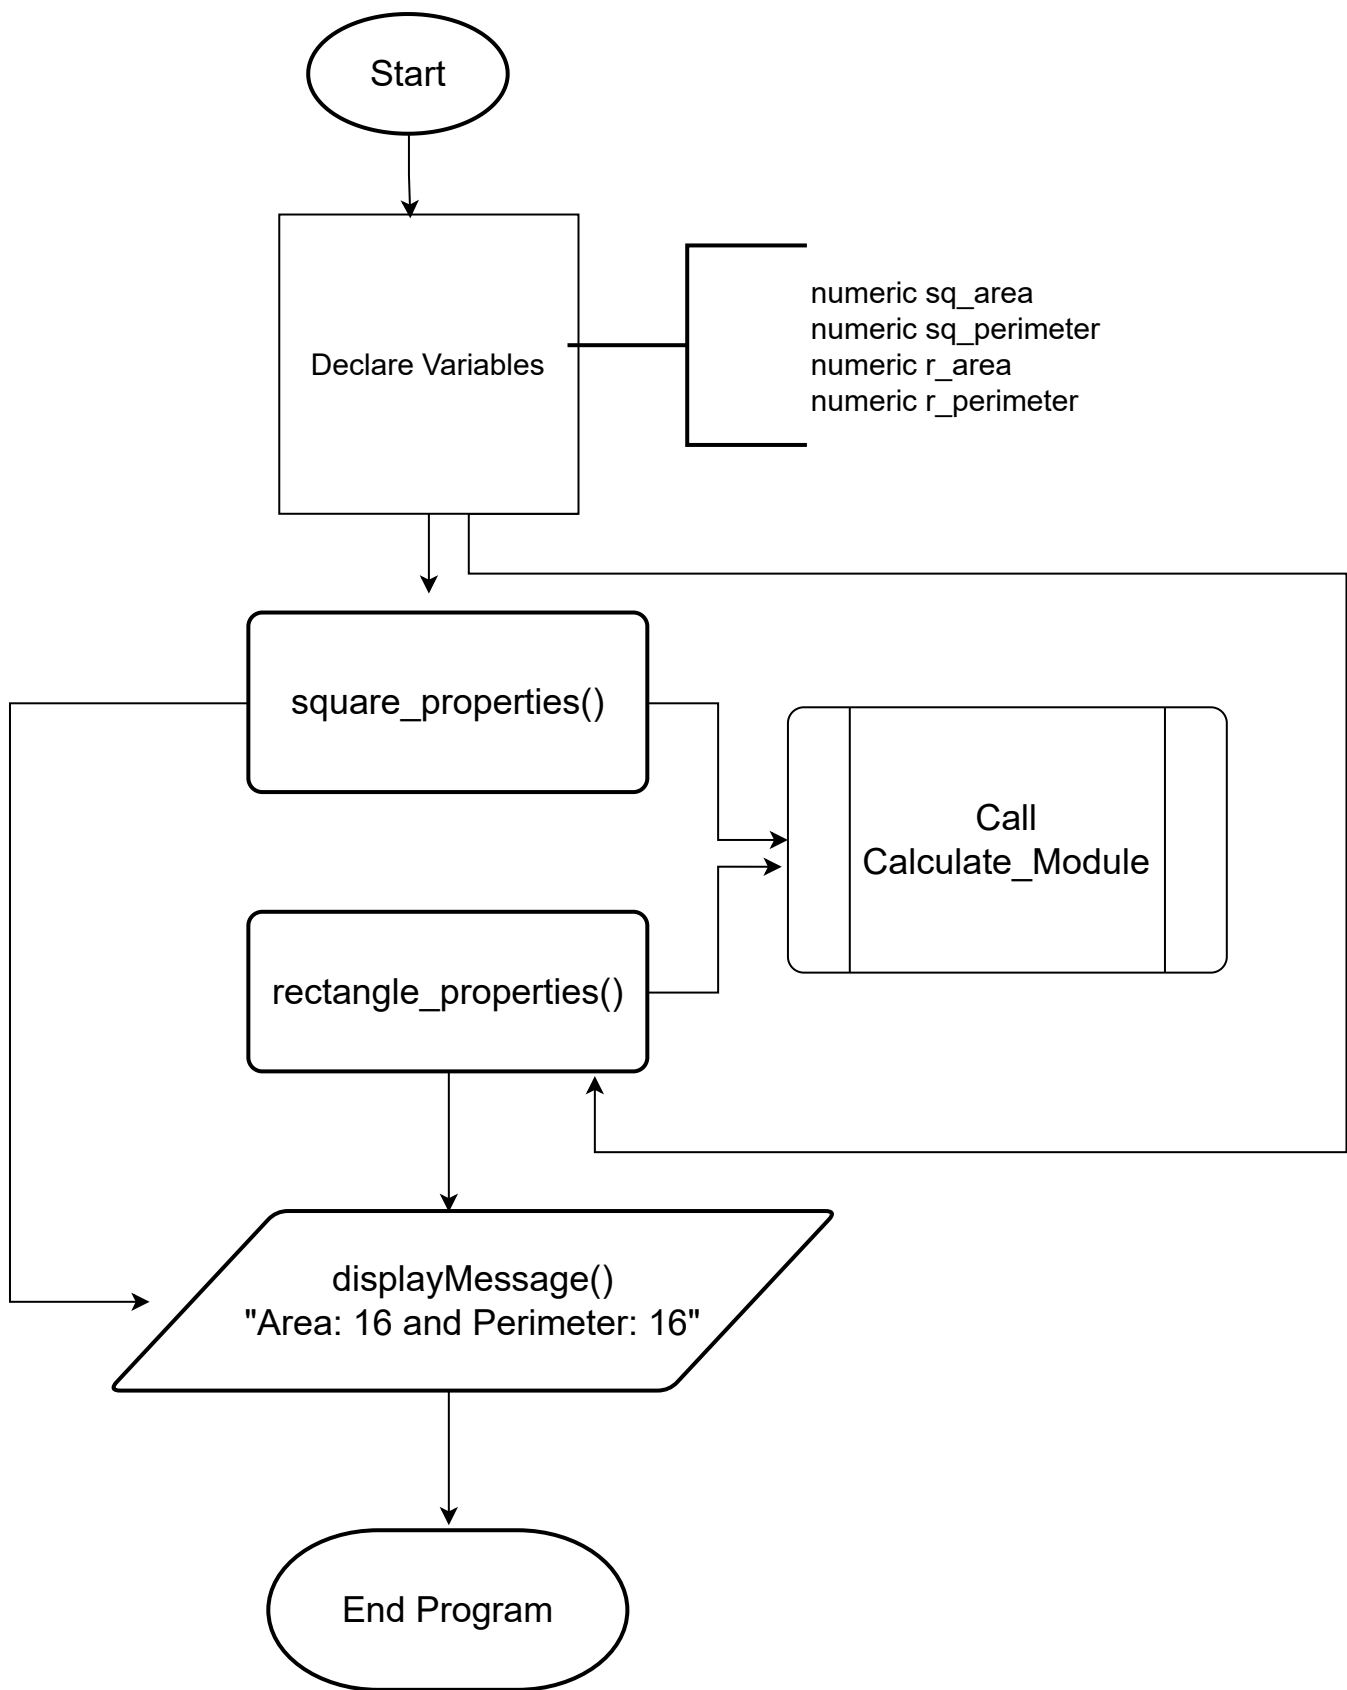 Start
Declare Variables
numeric sq_area
numeric sq_perimeter
numeric r_area
numeric r_perimeter
square_properties()
Call
Calculate_Module
rectangle_properties()
displayMessage()
"Area: 16 and Perimeter: 16"
End Program